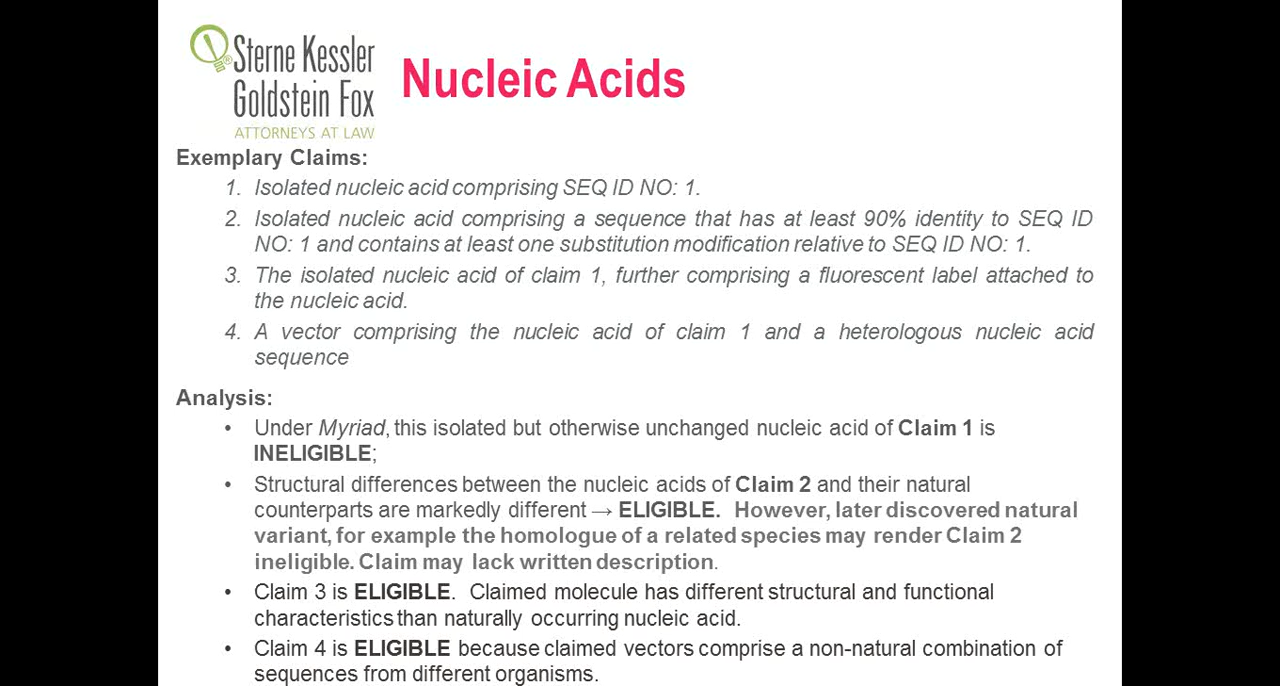 Sterne Kessler
Goldstein Fox
ATTORNEYS AT LAW
Nucleic Acids
Exemplary Claims:
1. Isolated nucleic acid comprising SEQ ID NO: 1.
2. Isolated nucleic acid comprising a sequence that has at least 90% identity to SEQ ID
NO: 1 and contains at least one substitution modification relative to SEQ ID NO: 1.
3. The isolated nucleic acid of claim 1, further comprising a fluorescent label attached to
the nucleic acid.
4. A vector comprising the nucleic acid of claim 1 and a heterologous nucleic acid
sequence
Analysis:
• Under Myriad, this isolated but otherwise unchanged nucleic acid of Claim 1 is
INELIGIBLE;
• Structural differences between the nucleic acids of Claim 2 and their natural
counterparts are markedly different → ELIGIBLE. However, later discovered natural
variant, for example the homologue of a related species may render Claim 2
ineligible. Claim may lack written description.
• Claim 3 is ELIGIBLE. Claimed molecule has different structural and functional
characteristics than naturally occurring nucleic acid.
• Claim 4 is ELIGIBLE because claimed vectors comprise a non-natural combination of
sequences from different organisms.